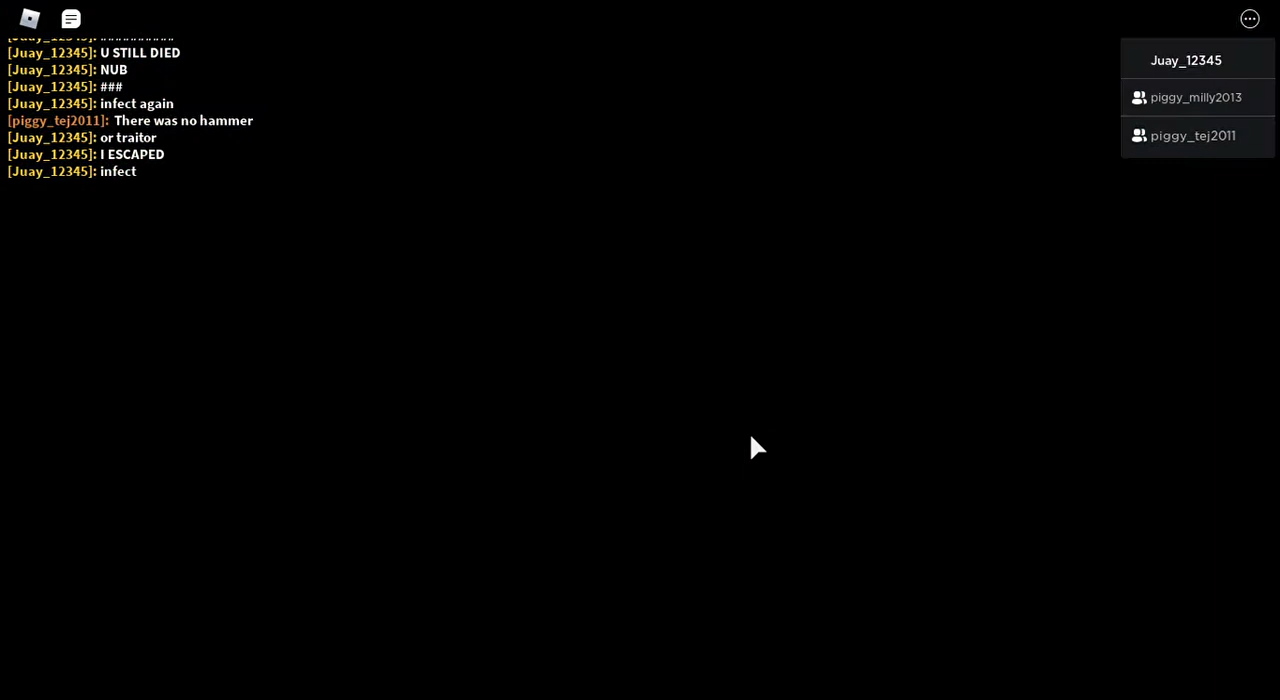 [Juay_12345]: ##########
[Juay_12345]: U STILL DIED
[Juay_12345]: NUB
[Juay_12345]: ###
[Juay_12345]: infect again
[piggy_tej2011]: There was no hammer
[Juay_12345]: or traitor
[Juay_12345]: I ESCAPED
[Juay_12345]: infect
Juay_12345
piggy_milly2013
piggy_tej2011